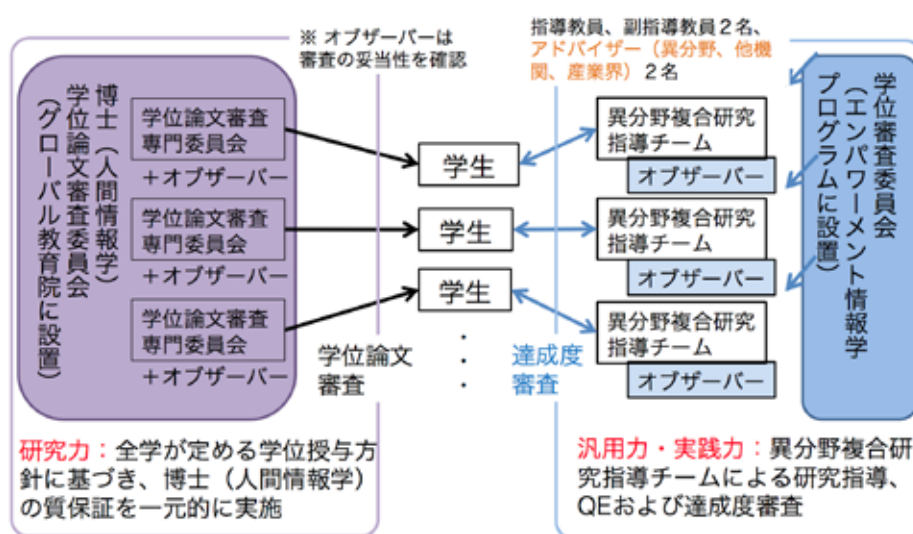 ※ オブザーバーは
審査の妥当性を確認
指導教員、副指導教員２名、
アドバイザー（異分野、他機
関、産業界）２名
博士（人間情報学）
学位論文審査委員会
（グローバル教育院に設置）
学位論文審査
専門委員会
＋オブザーバー
学位論文審査
専門委員会
＋オブザーバー
学位論文審査
専門委員会
＋オブザーバー
学生
学生
学生
・
・
・
学位論文
審査
達成度
審査
異分野複合研究
指導チーム
オブザーバー
異分野複合研究
指導チーム
オブザーバー
異分野複合研究
指導チーム
オブザーバー
学位審査委員会
（エンパワーメント情報学
プログラムに設置）
研究力：全学が定める学位授与方
針に基づき、博士（人間情報学）
の質保証を一元的に実施
汎用力・実践力：異分野複合研
究指導チームによる研究指導、
QEおよび達成度審査